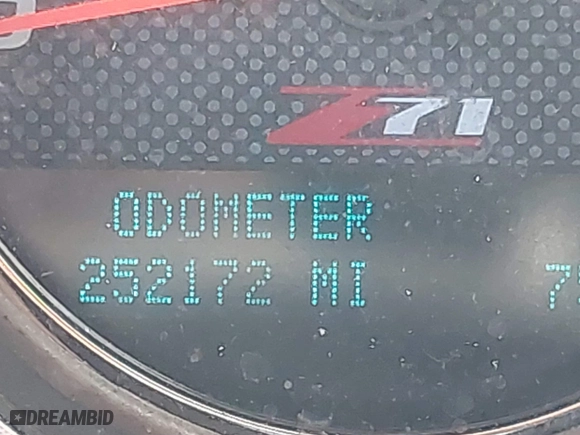 Z71
ODOMETER
252172 MI
DREAMBID